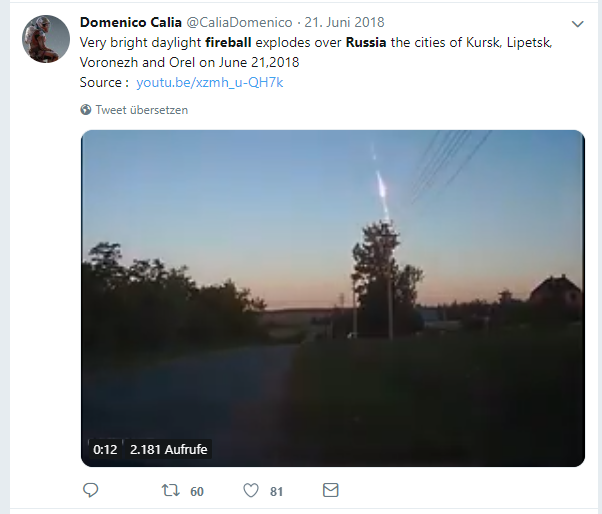 Domenico Calia @CaliaDomenico · 21. Juni 2018
Very bright daylight fireball explodes over Russia the cities of Kursk, Lipetsk,
Voronezh and Orel on June 21,2018
Source : youtu.be/xzmh_u-QH7k
Tweet übersetzen
0:12 2.181 Aufrufe
60 81